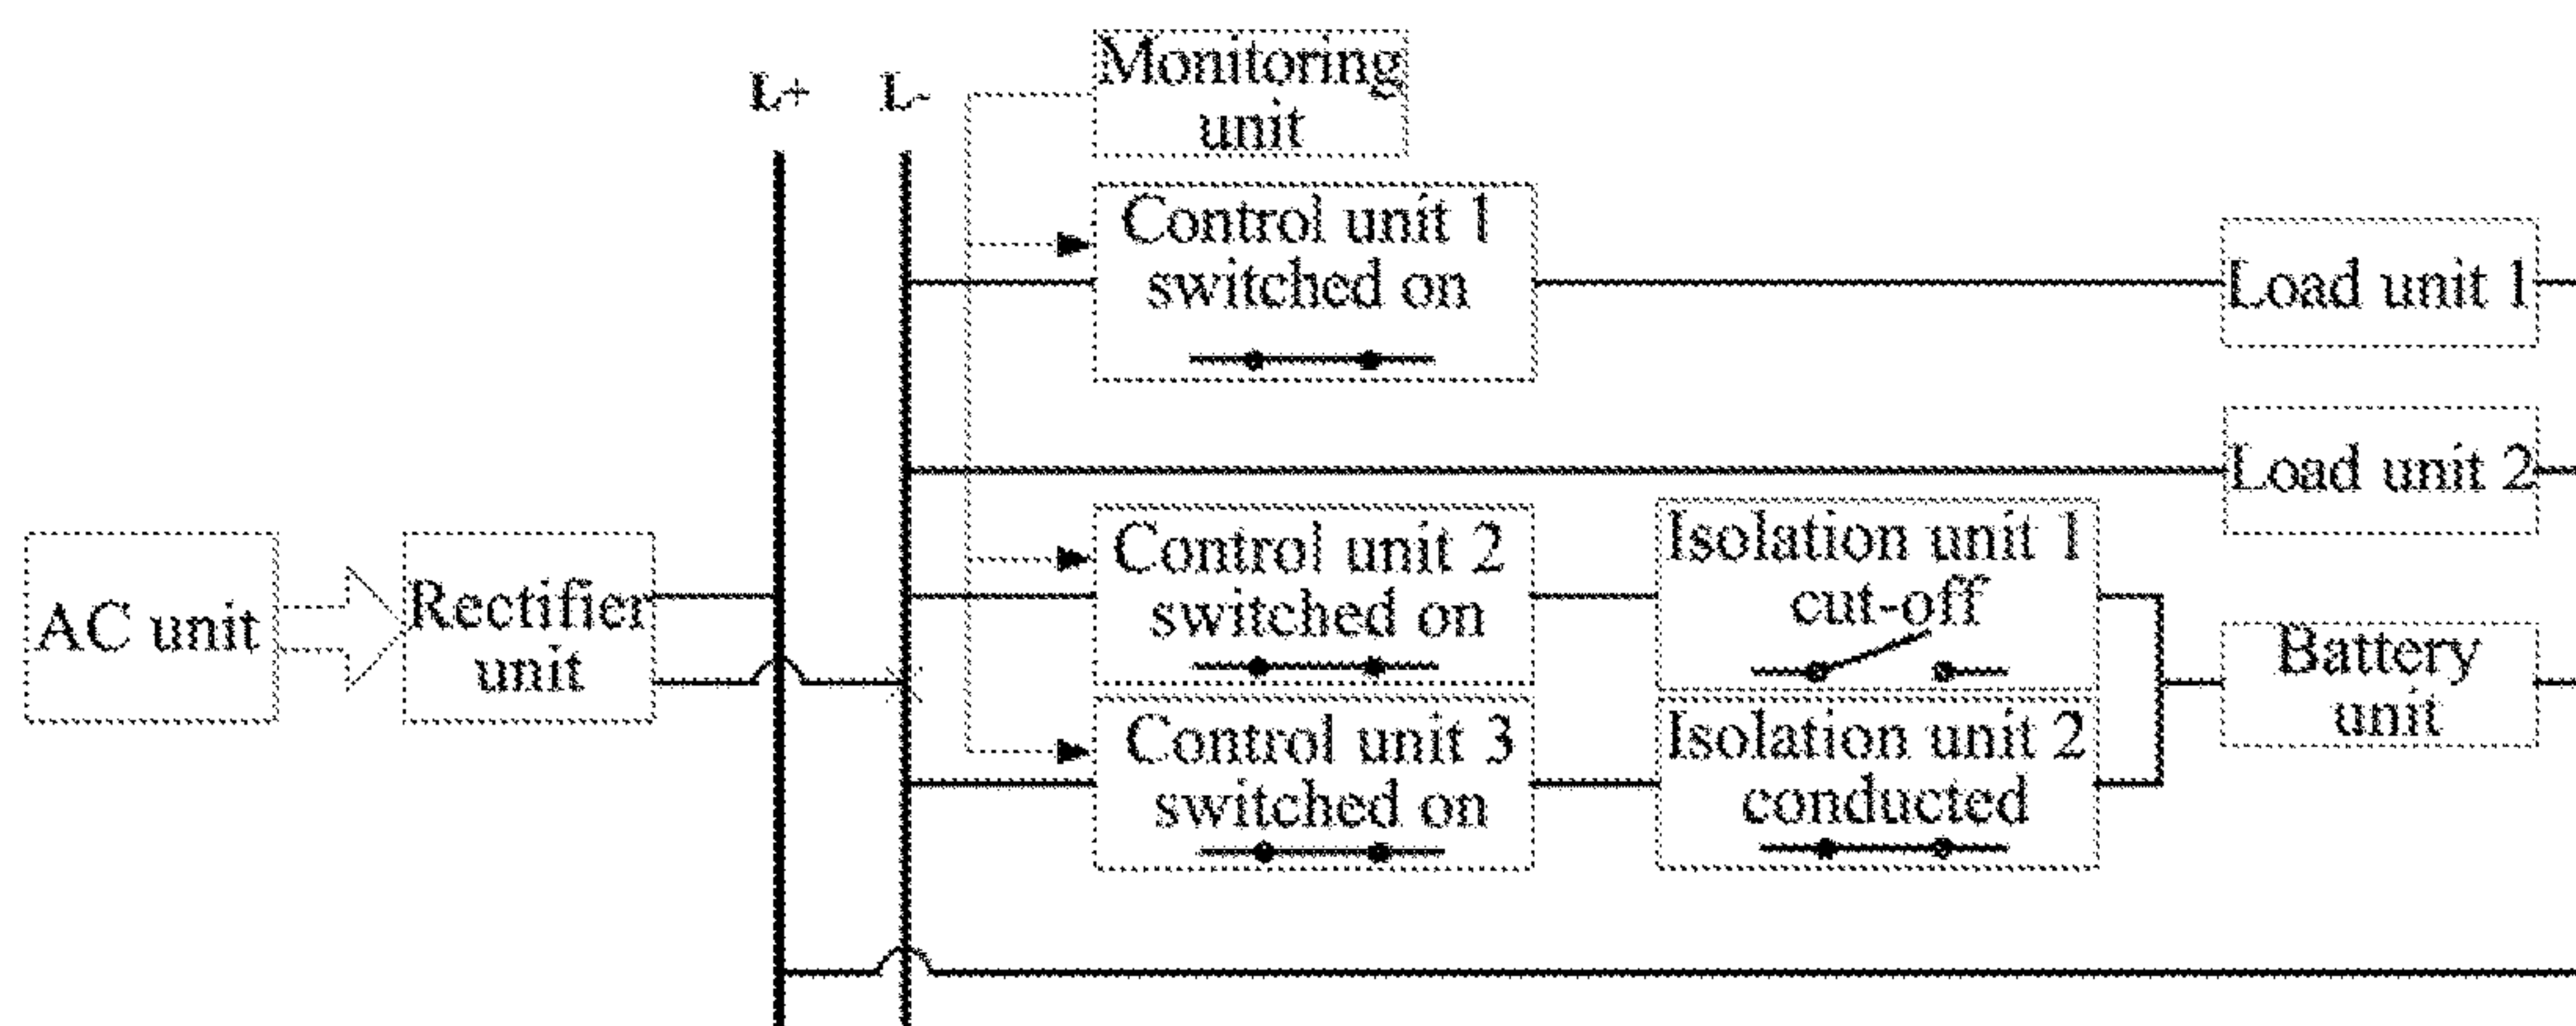 L+
L-
Monitoring
unit
Control unit 1
switched on
Load unit 1
Load unit 2
Control unit 2
switched on
Isolation unit 1
cut-off
AC unit
Rectifier
unit
Battery
unit
Control unit 3
switched on
Isolation unit 2
conducted